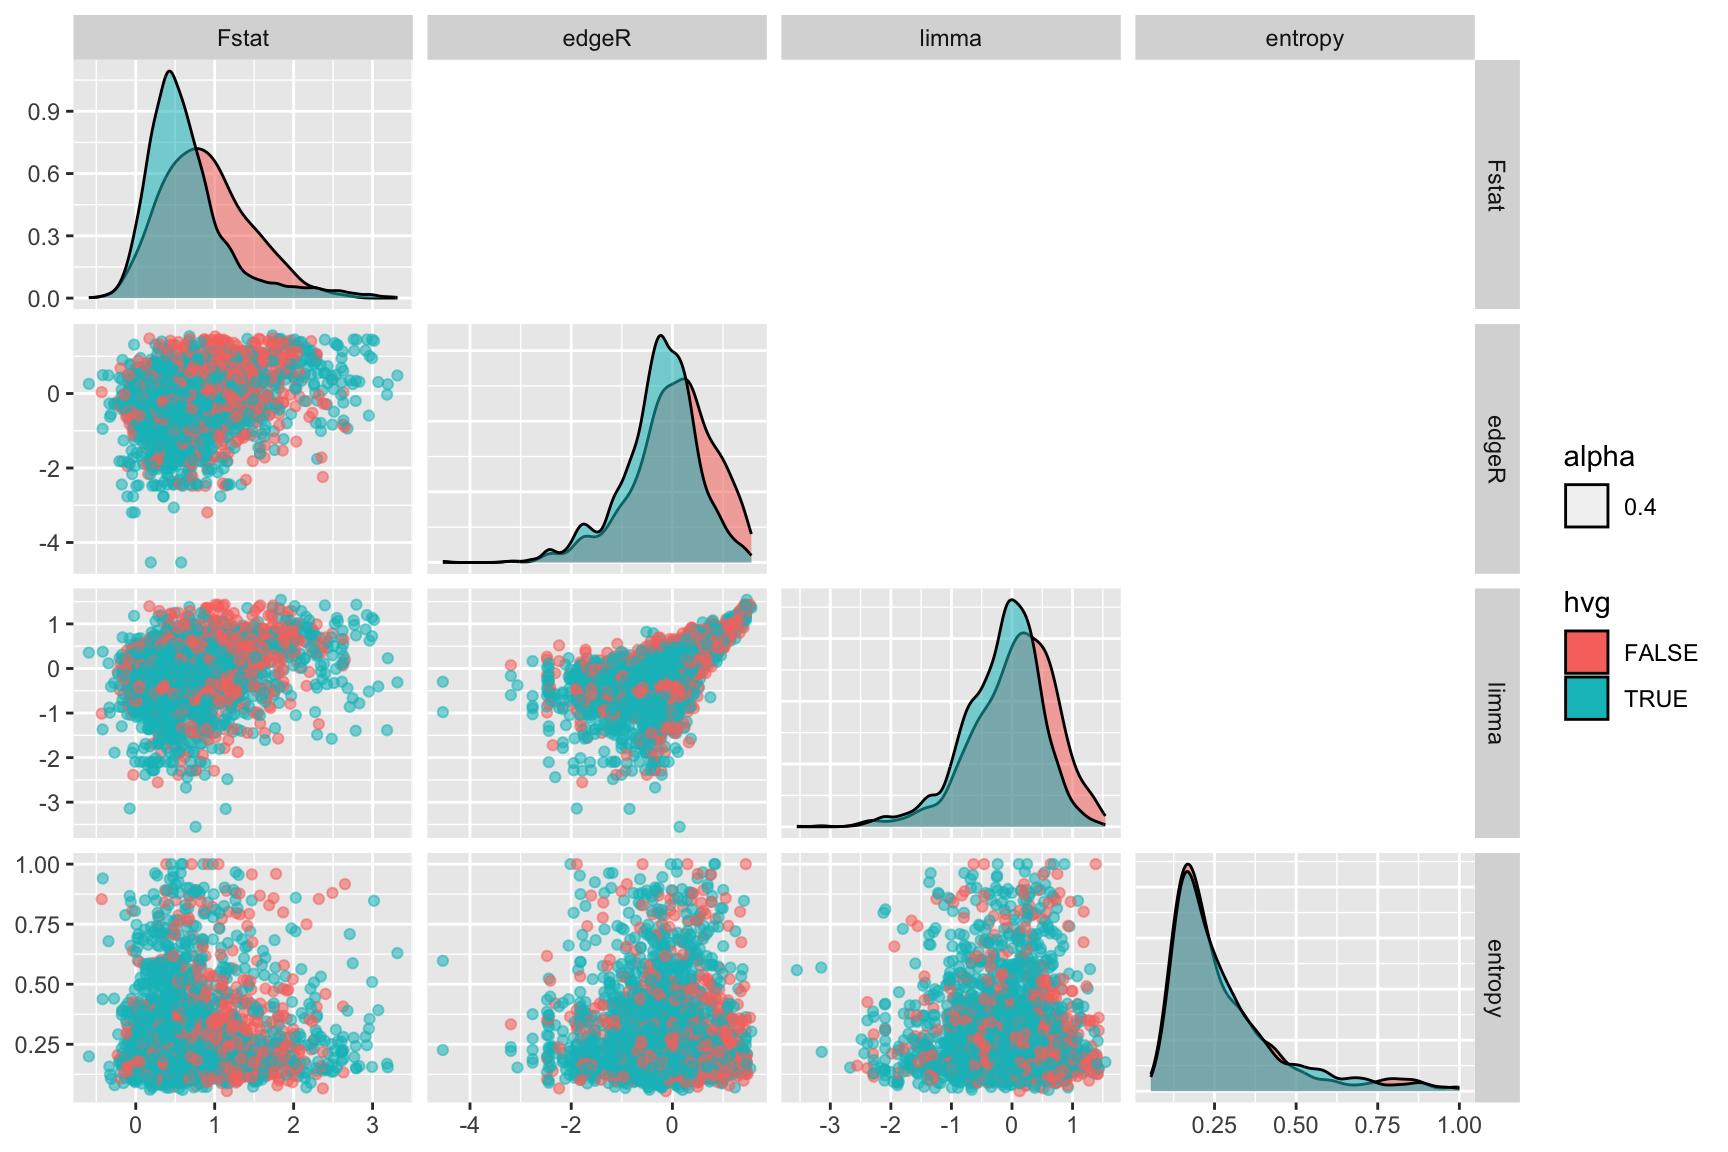 Fstat
edgeR
limma
entropy
0.9
0.6
0.3
0.0
Fstat
0
-2
-4
edgeR
1
0
-1
-2
-3
limma
1.00
0.75
0.50
0.25
entropy
0 1 2 3
-4 -2 0
-3 -2 -1 0 1
0.25 0.50 0.75 1.00
alpha
0.4
hvg
FALSE
TRUE